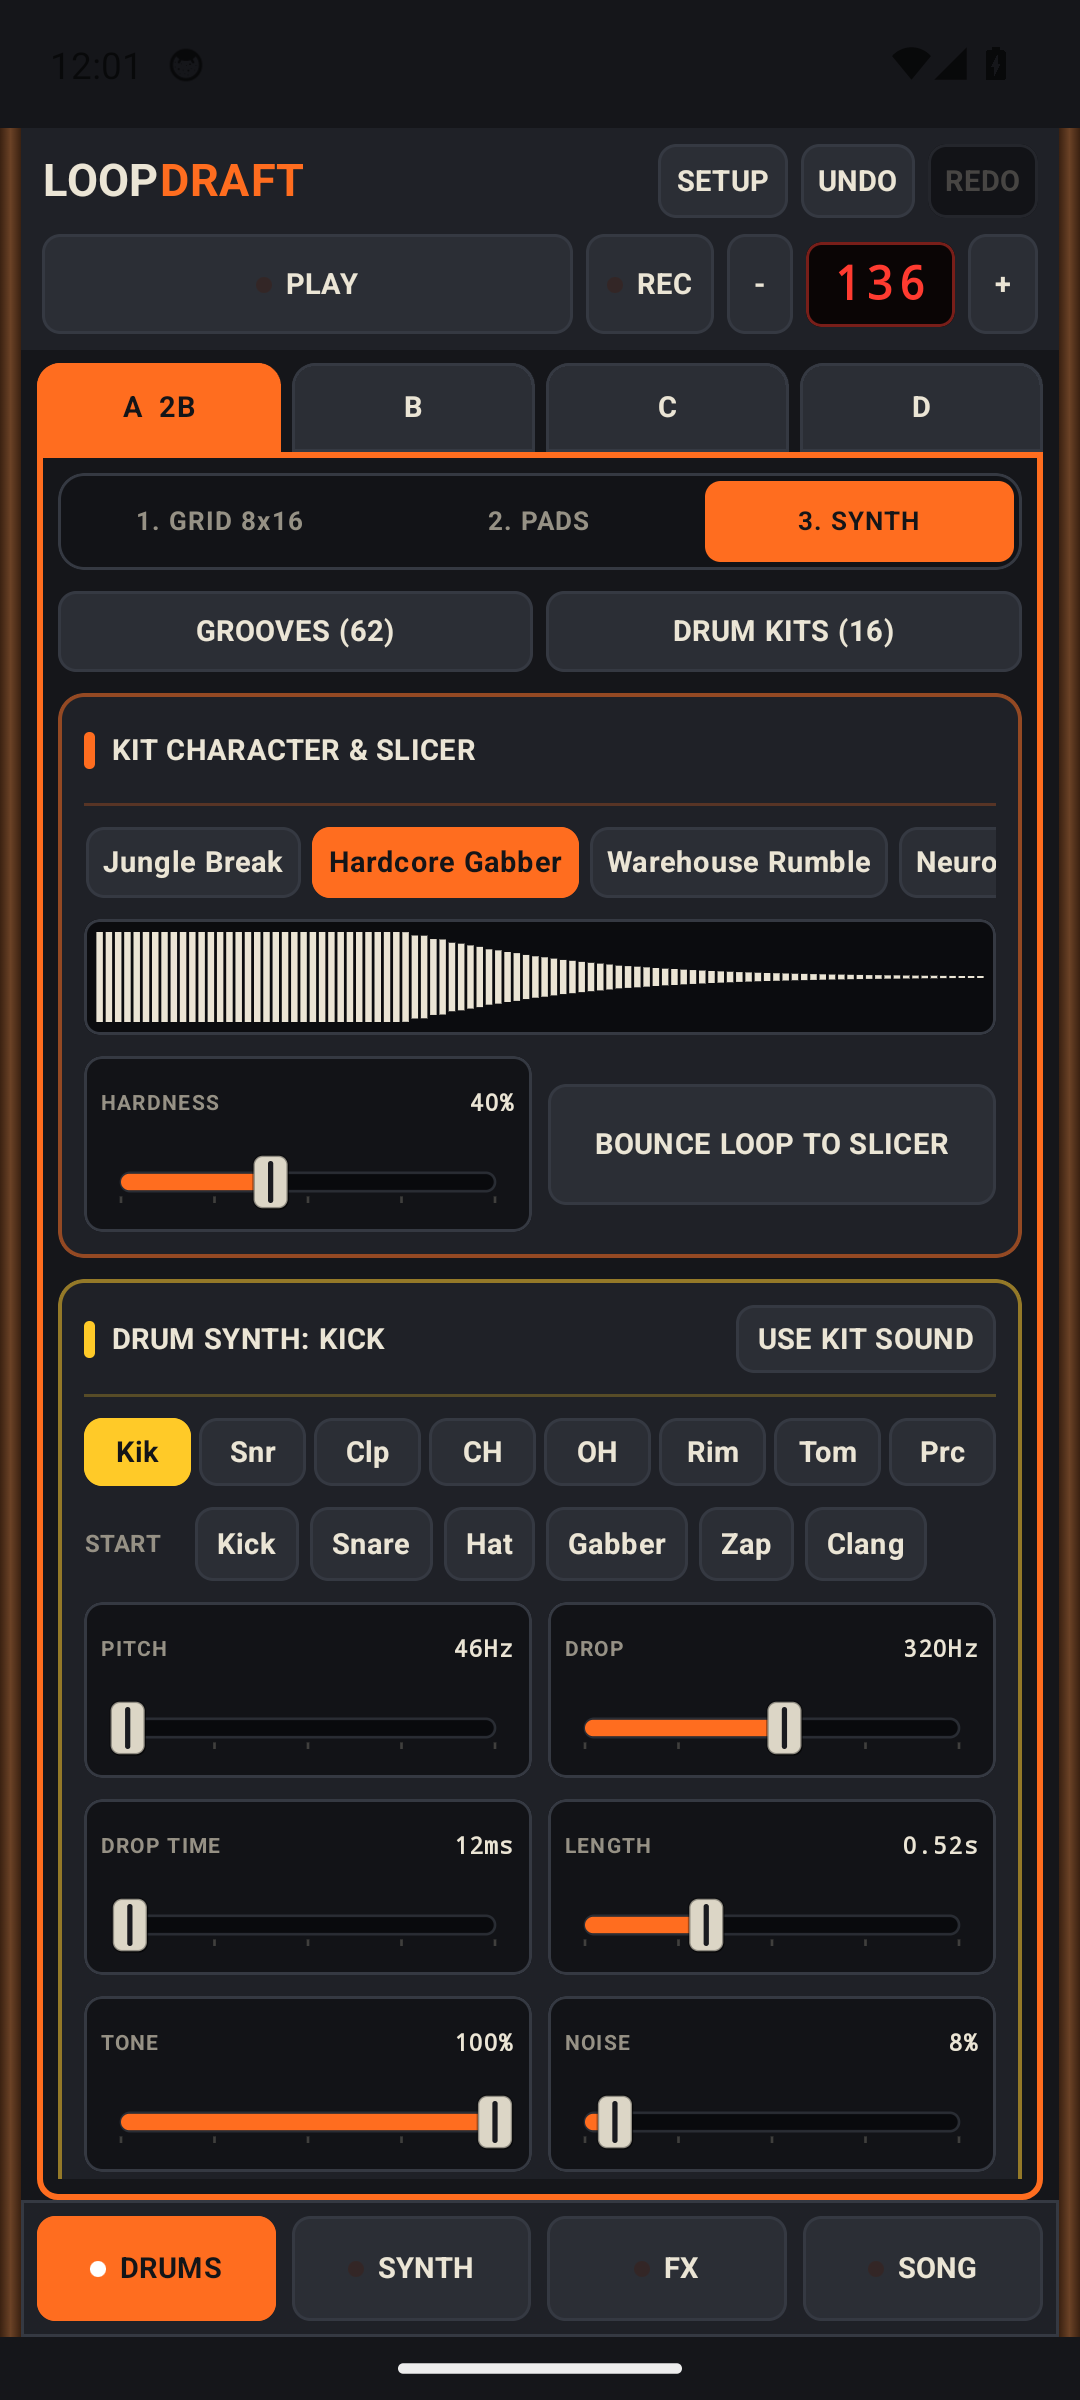 12:01
LOOPDRAFT SETUP UNDO REDO
PLAY REC - 136 +
A 2B B C D
1. GRID 8x16 2. PADS 3. SYNTH
GROOVES (62) DRUM KITS (16)
KIT CHARACTER & SLICER
Jungle Break Hardcore Gabber Warehouse Rumble Neuro
HARDNESS 40% BOUNCE LOOP TO SLICER
DRUM SYNTH: KICK USE KIT SOUND
Kik Snr Clp CH OH Rim Tom Prc
START Kick Snare Hat Gabber Zap Clang
PITCH 46Hz DROP 320Hz
DROP TIME 12ms LENGTH 0.52s
TONE 100% NOISE 8%
DRUMS SYNTH FX SONG